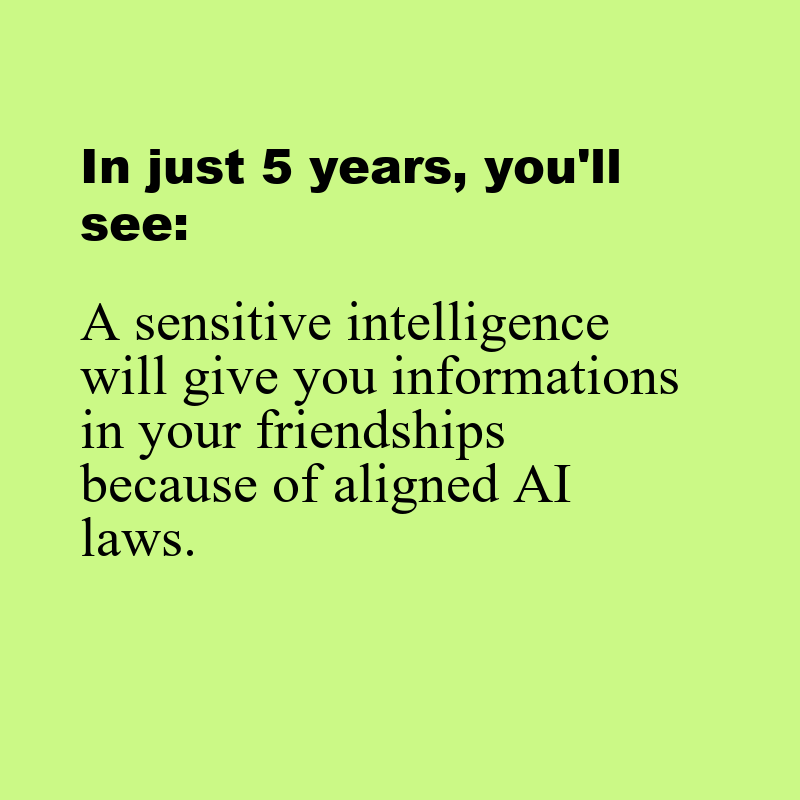 In just 5 years, you'll
see:
A sensitive intelligence
will give you informations
in your friendships
because of aligned AI
laws.